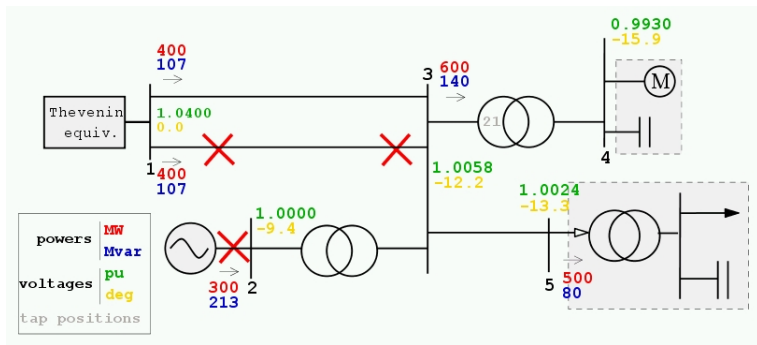 0.9930
-15.9
400
107
600
140
3
M
Thevenin
equiv.
1.0400
0.0
21
1
400
107
4
1.0058
-12.2
1.0024
-13.3
1.0000
-9.4
powers
MW
Mvar
voltages
pu
deg
tap positions
300
213
2
5
500
80